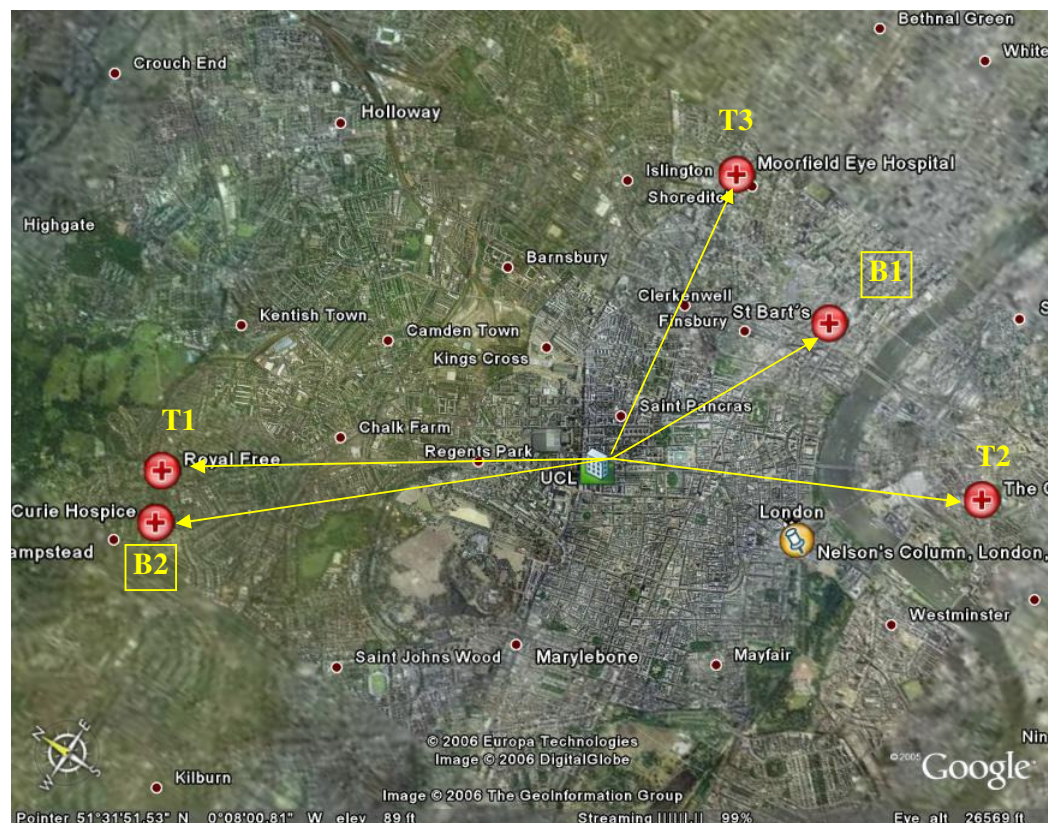 Bethnal Green
White
Crouch End
Holloway
T3
Islington
Moorfield Eye Hospital
Shoreditc
Highgate
Barnsbury
B1
Clerkenwell
St Bart's
Finsbury
S
Kentish Town
Camden Town
Kings Cross
Saint Pancras
T1
Chalk Farm
Regents Park
T2
Royal Free
UCL
The G
Curie Hospice
London
ampstead
Nelson's Column, London,
B2
Westminster
Saint Johns Wood
Marylebone
Mayfair
N E
W S
Nin
© 2006 Europa Technologies
Image © 2006 DigitalGlobe
©2005 Google™
Kilburn
Image © 2006 The GeoInformation Group
Pointer 51°31'51.53" N 0°08'00.81" W elev 89 ft Streaming ||||||.|| 99% Eye alt 26569 ft